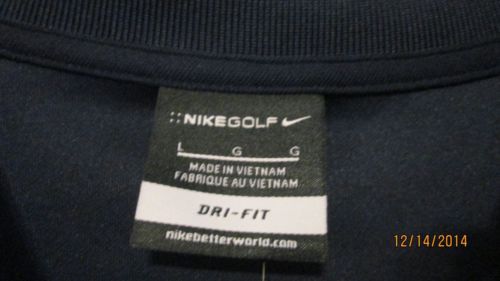 NIKEGOLF
L G G
MADE IN VIETNAM
FABRIQUE AU VIETNAM
DRI-FIT
nikebetterworld.com
12/14/2014